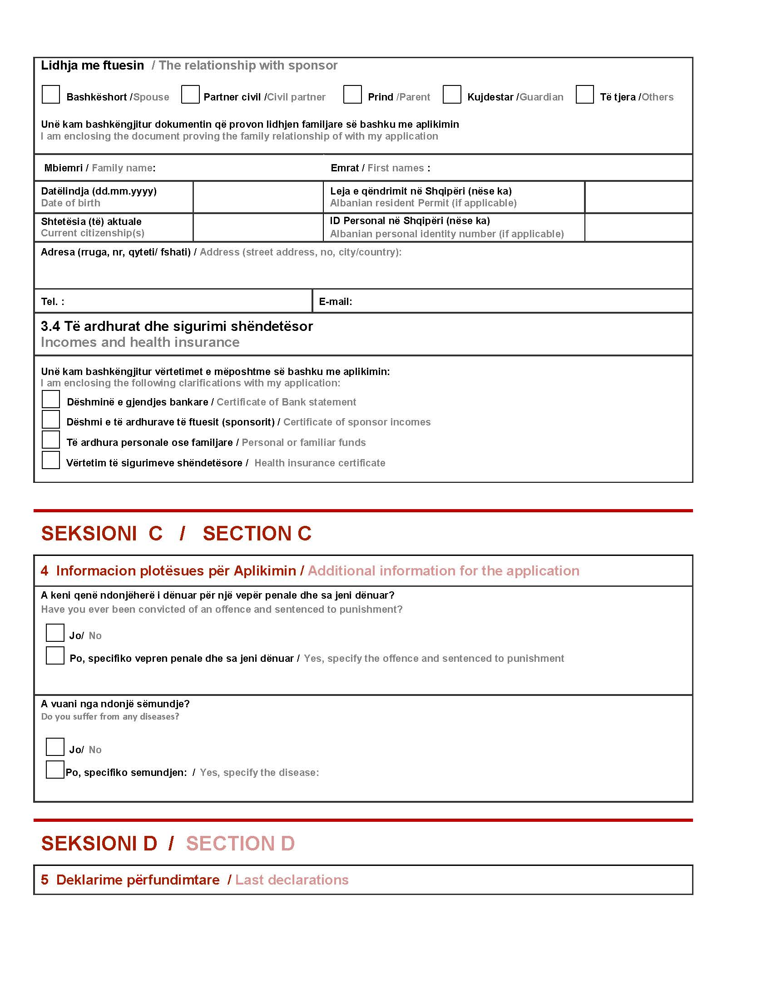 Lidhja me ftuesin / The relationship with sponsor
Bashkëshort /Spouse Partner civil /Civil partner Prind /Parent Kujdestar /Guardian Të tjera /Others
Unë kam bashkëngjitur dokumentin që provon lidhjen familjare së bashku me aplikimin
I am enclosing the document proving the family relationship of with my application
Mbiemri / Family name: Emrat / First names :
Datëlindja (dd.mm.yyyy) Leja e qëndrimit në Shqipëri (nëse ka)
Date of birth Albanian resident Permit (if applicable)
Shtetësia (të) aktuale ID Personal në Shqipëri (nëse ka)
Current citizenship(s) Albanian personal identity number (if applicable)
Adresa (rruga, nr, qyteti/ fshati) / Address (street address, no, city/country):
Tel. : E-mail:
3.4 Të ardhurat dhe sigurimi shëndetësor
Incomes and health insurance
Unë kam bashkëngjitur vërtetimet e mëposhtme së bashku me aplikimin:
I am enclosing the following clarifications with my application:
Dëshminë e gjendjes bankare / Certificate of Bank statement
Dëshmi e të ardhurave të ftuesit (sponsorit) / Certificate of sponsor incomes
Të ardhura personale ose familjare / Personal or familiar funds
Vërtetim të sigurimeve shëndetësore / Health insurance certificate
SEKSIONI C / SECTION C
4 Informacion plotësues për Aplikimin / Additional information for the application
A keni qenë ndonjëherë i dënuar për një vepër penale dhe sa jeni dënuar?
Have you ever been convicted of an offence and sentenced to punishment?
Jo/ No
Po, specifiko vepren penale dhe sa jeni dënuar / Yes, specify the offence and sentenced to punishment
A vuani nga ndonjë sëmundje?
Do you suffer from any diseases?
Jo/ No
Po, specifiko semundjen: / Yes, specify the disease:
SEKSIONI D / SECTION D
5 Deklarime përfundimtare / Last declarations